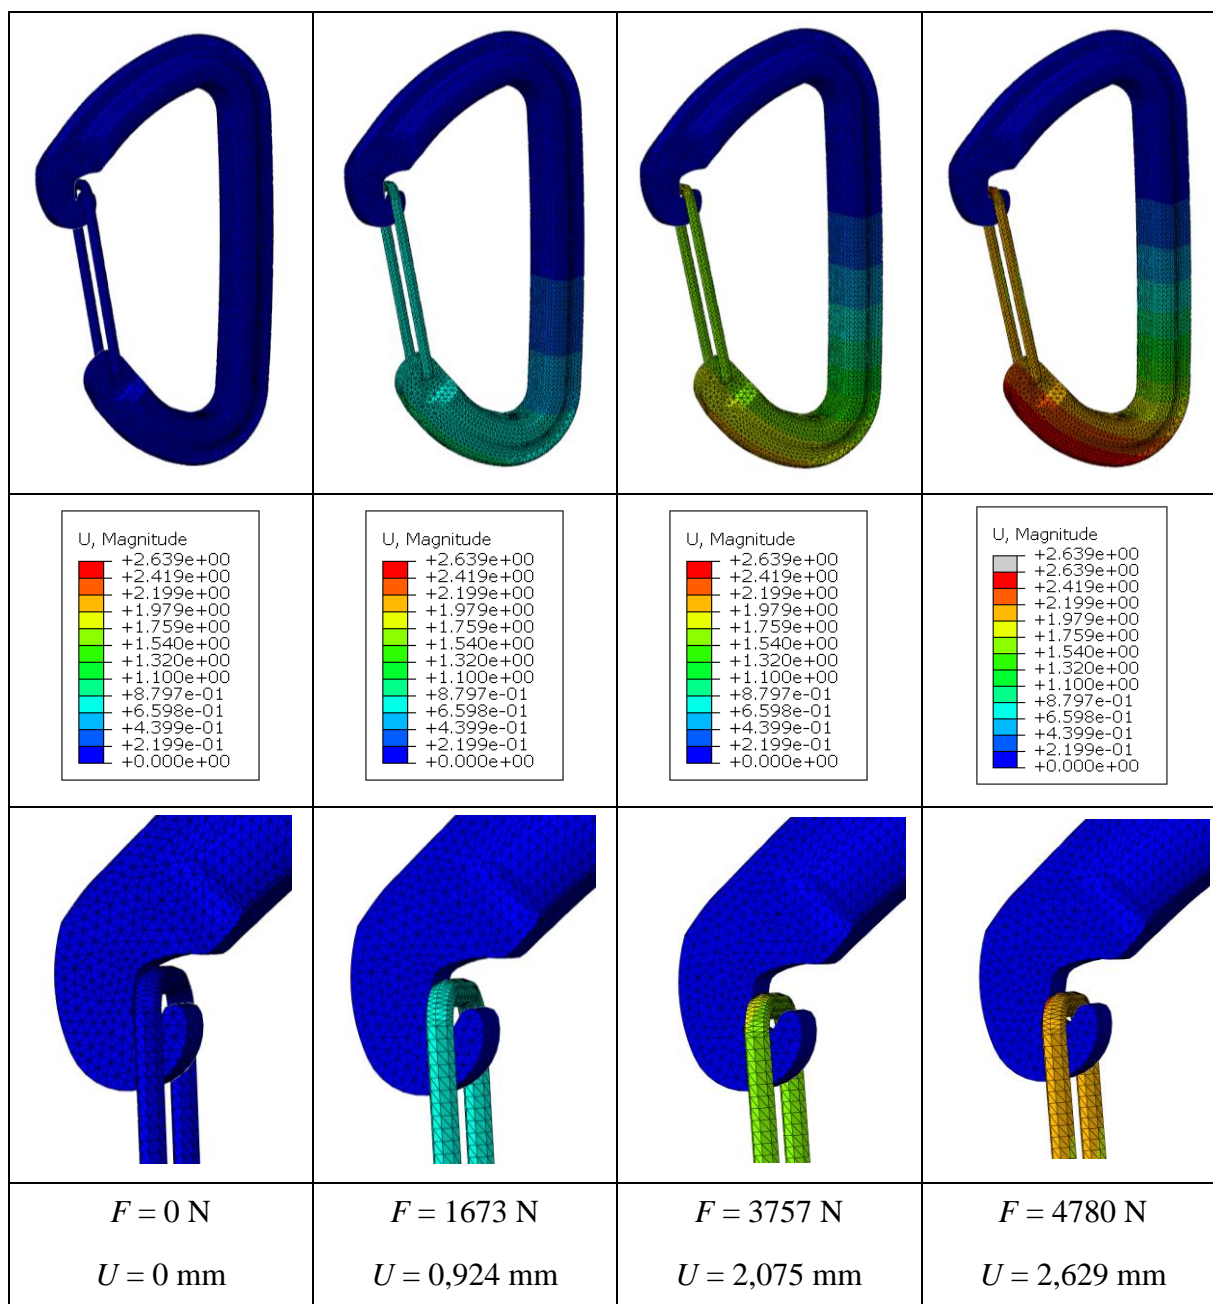 U, Magnitude
+2.639e+00
+2.419e+00
+2.199e+00
+1.979e+00
+1.759e+00
+1.540e+00
+1.320e+00
+1.100e+00
+8.797e-01
+6.598e-01
+4.399e-01
+2.199e-01
+0.000e+00
U, Magnitude
+2.639e+00
+2.419e+00
+2.199e+00
+1.979e+00
+1.759e+00
+1.540e+00
+1.320e+00
+1.100e+00
+8.797e-01
+6.598e-01
+4.399e-01
+2.199e-01
+0.000e+00
U, Magnitude
+2.639e+00
+2.419e+00
+2.199e+00
+1.979e+00
+1.759e+00
+1.540e+00
+1.320e+00
+1.100e+00
+8.797e-01
+6.598e-01
+4.399e-01
+2.199e-01
+0.000e+00
U, Magnitude
+2.639e+00
+2.639e+00
+2.419e+00
+2.199e+00
+1.979e+00
+1.759e+00
+1.540e+00
+1.320e+00
+1.100e+00
+8.797e-01
+6.598e-01
+4.399e-01
+2.199e-01
+0.000e+00
F = 0 N
U = 0 mm
F = 1673 N
U = 0,924 mm
F = 3757 N
U = 2,075 mm
F = 4780 N
U = 2,629 mm